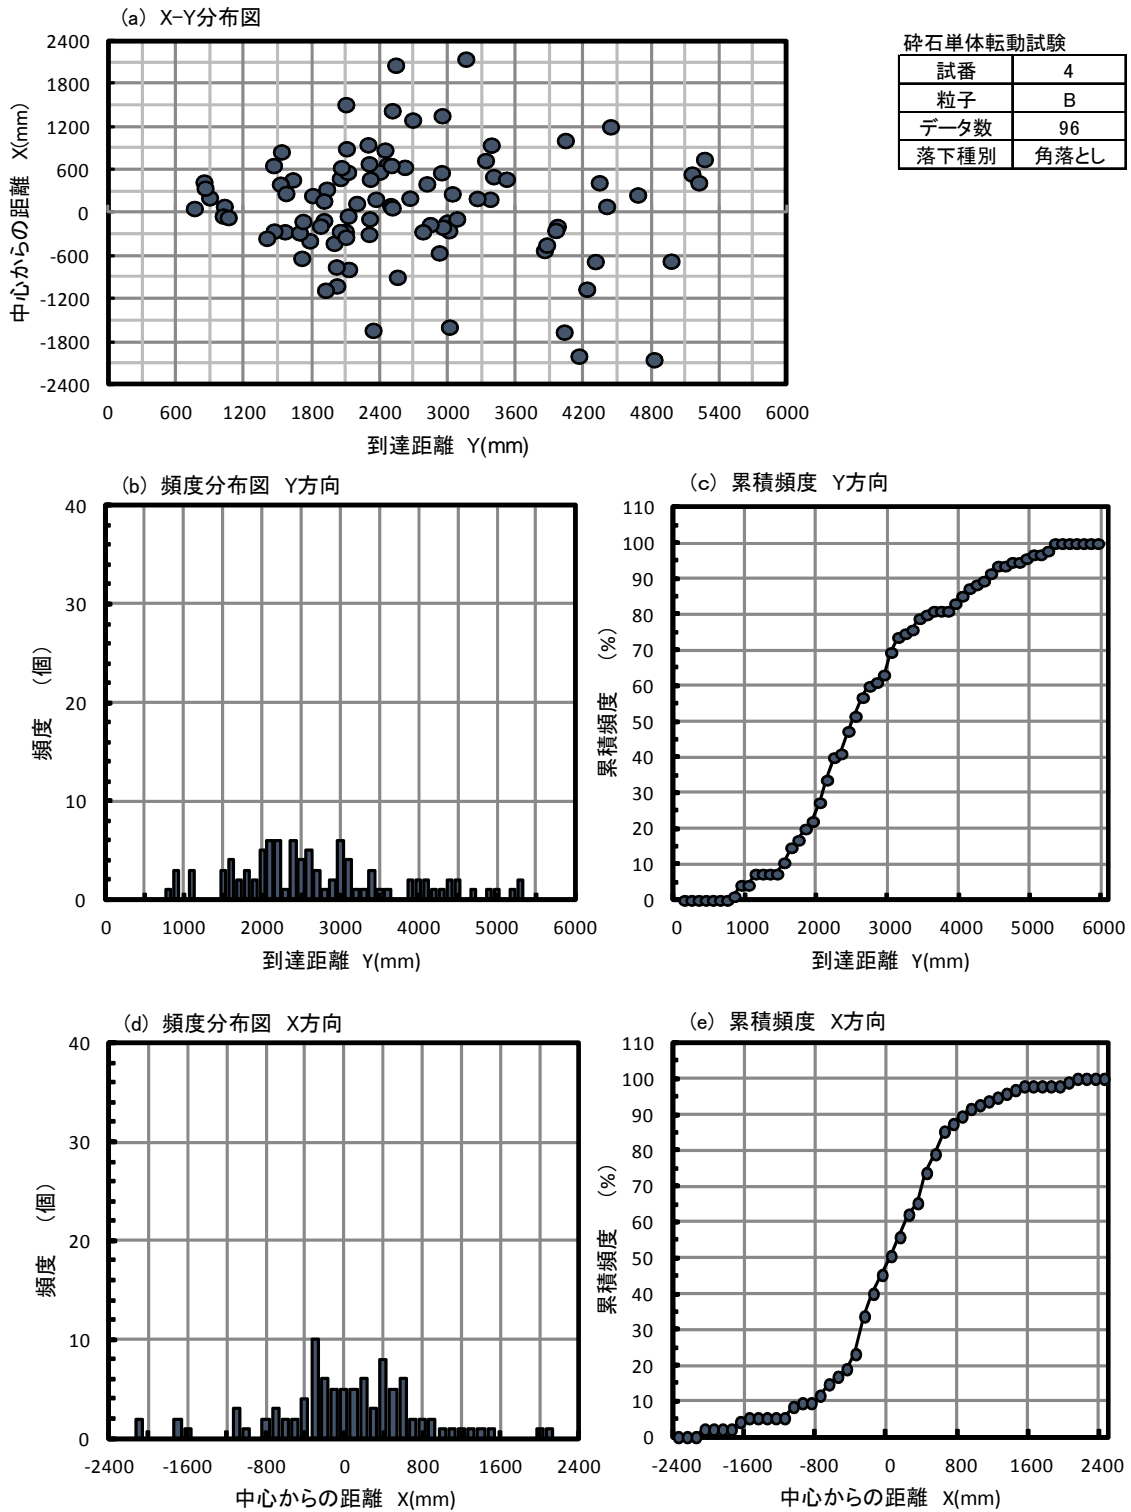 (a) X-Y分布図
2400
1800
1200
600
0
-600
-1200
-1800
-2400
中心からの距離 X(mm)
0 600 1200 1800 2400 3000 3600 4200 4800 5400 6000
到達距離 Y(mm)
砕石単体転動試験
試番 4
粒子 B
データ数 96
落下種別 角落とし
(b) 頻度分布図 Y方向
40
30
20
10
0
頻度 (個)
0 1000 2000 3000 4000 5000 6000
到達距離 Y(mm)
(c) 累積頻度 Y方向
110
100
90
80
70
60
50
40
30
20
10
0
累積頻度 (%)
0 1000 2000 3000 4000 5000 6000
到達距離 Y(mm)
(d) 頻度分布図 X方向
40
30
20
10
0
頻度 (個)
-2400 -1600 -800 0 800 1600 2400
中心からの距離 X(mm)
(e) 累積頻度 X方向
110
100
90
80
70
60
50
40
30
20
10
0
累積頻度 (%)
-2400 -1600 -800 0 800 1600 2400
中心からの距離 X(mm)